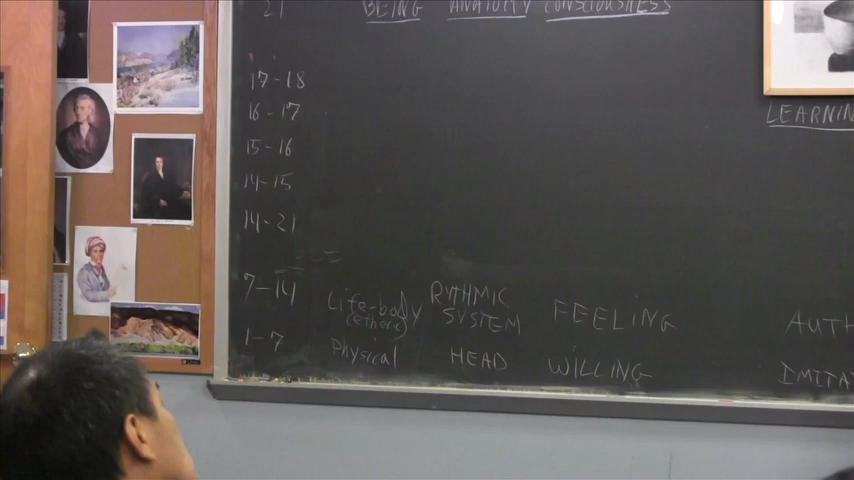 21 BEING ANATOMY CONSCIOUSNESS
17-18
LEARNIN
16-17
15-16
14-15
14-21
7-14 Life-body RYTHMIC FEELING AUTH
(etheric) SYSTEM
1-7 Physical HEAD WILLING IMITAT